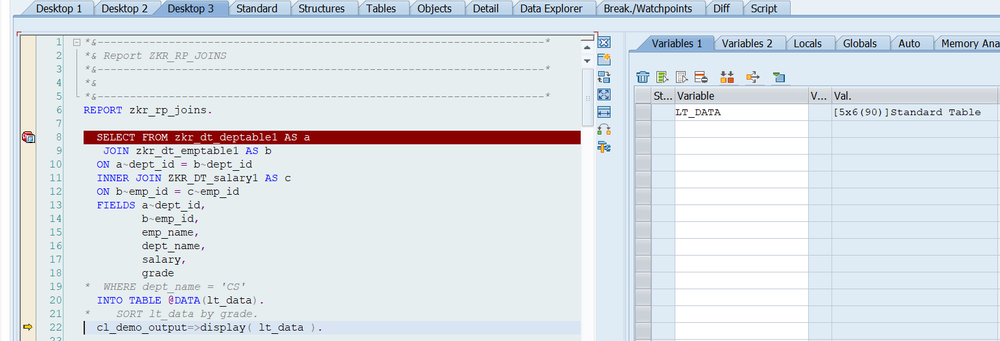 Desktop 1 Desktop 2 Desktop 3 Standard Structures Tables Objects Detail Data Explorer Break./Watchpoints Diff Script
1 *&---------------------------------------------------------------------*
2 *& Report ZKR_RP_JOINS
3 *&---------------------------------------------------------------------*
4 *&
5 *&---------------------------------------------------------------------*
6 REPORT zkr_rp_joins.
7
8 SELECT FROM zkr_dt_deptable1 AS a
9 JOIN zkr_dt_emptable1 AS b
10 ON a~dept_id = b~dept_id
11 INNER JOIN ZKR_DT_salary1 AS c
12 ON b~emp_id = c~emp_id
13 FIELDS a~dept_id,
14 b~emp_id,
15 emp_name,
16 dept_name,
17 salary,
18 grade
19 * WHERE dept_name = 'CS'
20 INTO TABLE @DATA(lt_data).
21 * SORT lt_data by grade.
22 cl_demo_output=>display( lt_data ).
23
Variables 1 Variables 2 Locals Globals Auto Memory Ana
St... Variable V... Val.
LT_DATA [5x6(90)]Standard Table